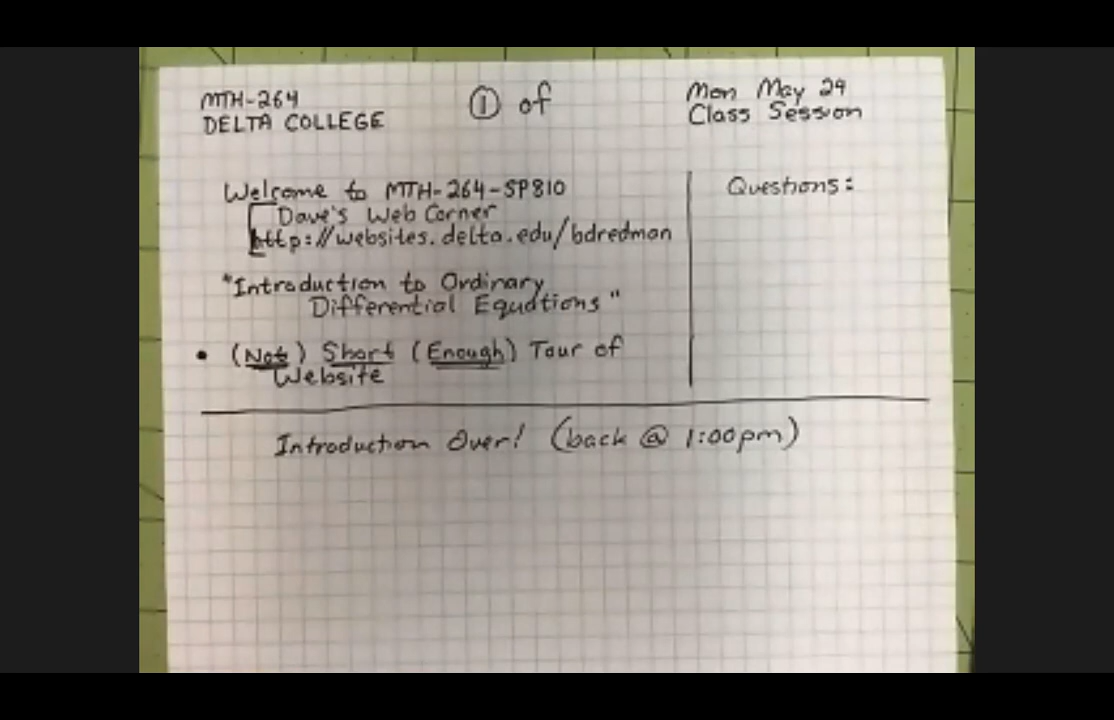 MTH-264
DELTA COLLEGE
① of
Mon May 24
Class Session
Welcome to MTH-264-SP810
Dave's Web Corner
http://websites.delta.edu/bdredman
"Introduction to Ordinary
Differential Equations"
• (Not) Short (Enough) Tour of
Website
Questions:
Introduction Over! (back @ 1:00pm)